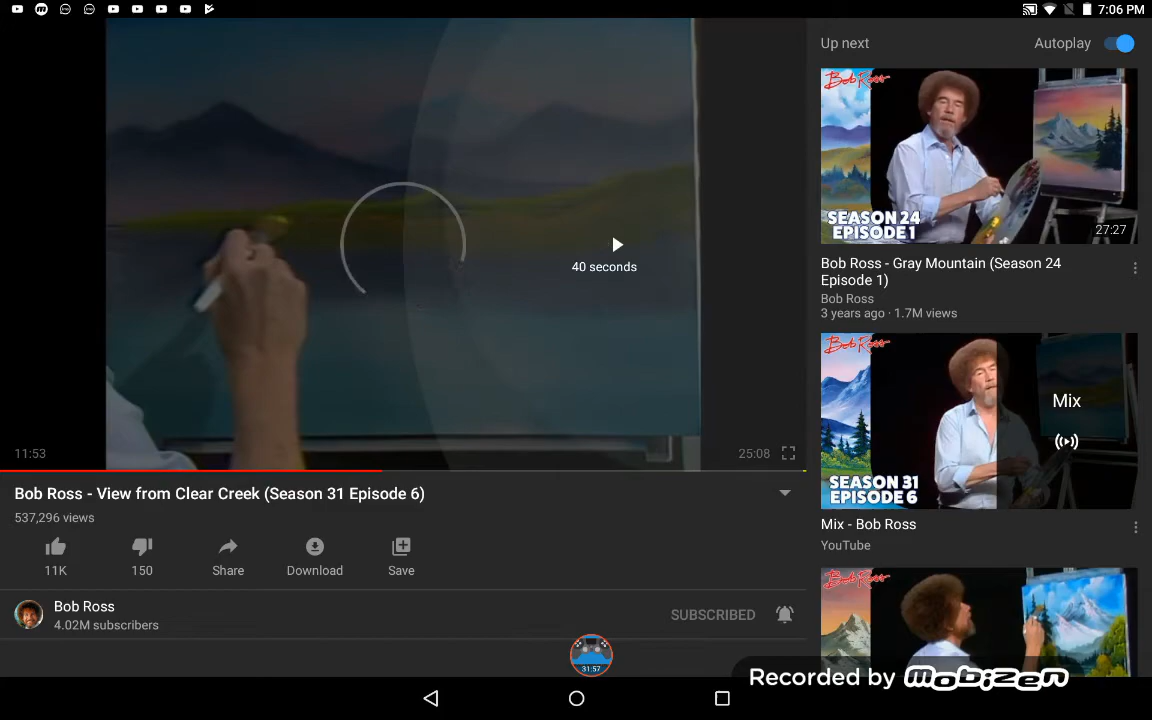 7:06 PM
Up next
Autoplay
40 seconds
11:53
25:08
Bob Ross
SEASON 24
EPISODE 1
27:27
Bob Ross - Gray Mountain (Season 24
Episode 1)
Bob Ross
3 years ago · 1.7M views
Bob Ross
SEASON 31
EPISODE 6
Mix
Mix - Bob Ross
YouTube
Bob Ross
Bob Ross - View from Clear Creek (Season 31 Episode 6)
537,296 views
11K
150
Share
Download
Save
Bob Ross
4.02M subscribers
SUBSCRIBED
31:57
Recorded by mobizen